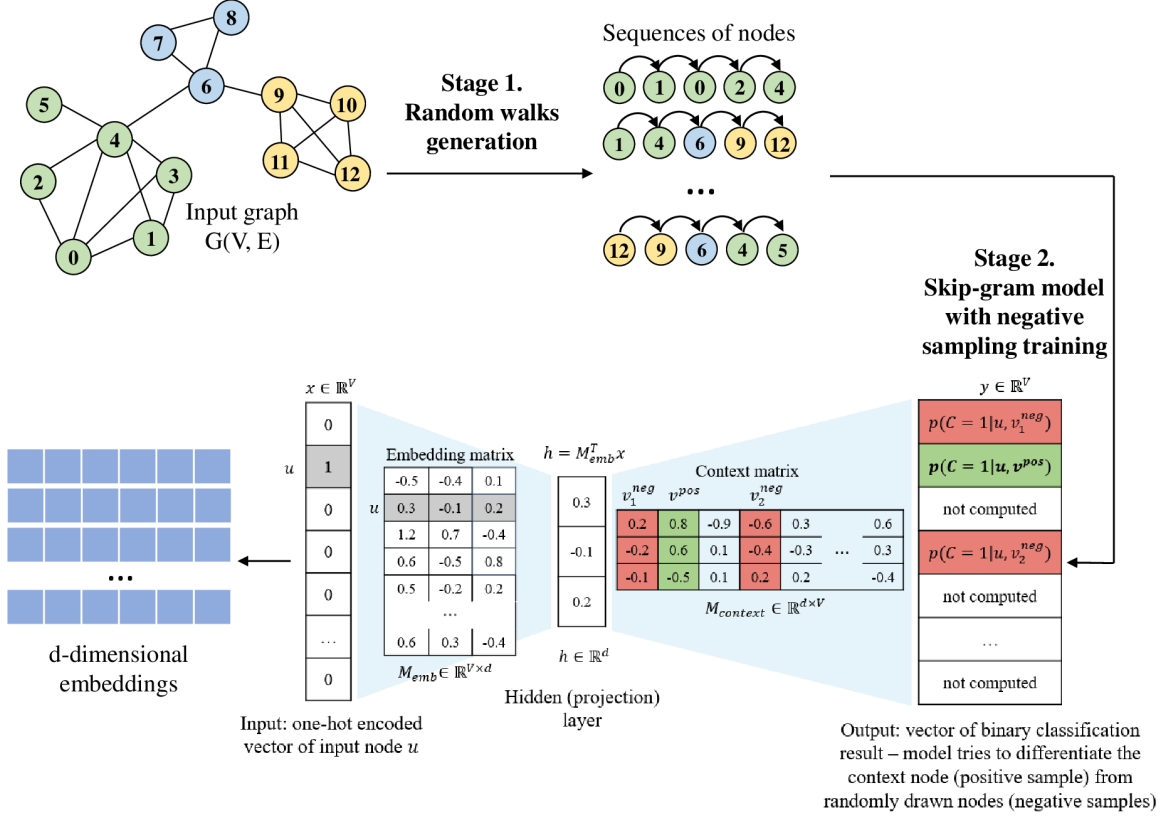 8
7
6
5
9
10
4
11
12
2
3
1
0
Input graph
G(V, E)
Stage 1.
Random walks
generation
Sequences of nodes
0 1 0 2 4
1 4 6 9 12
...
12 9 6 4 5
Stage 2.
Skip-gram model
with negative
sampling training
d-dimensional
embeddings
...
x ∈ ℝ^V
u
0
1
0
0
0
...
0
Input: one-hot encoded
vector of input node u
Embedding matrix
u
-0.5 -0.4 0.1
0.3 -0.1 0.2
1.2 0.7 -0.4
0.6 -0.5 0.8
0.5 -0.2 0.2
...
0.6 0.3 -0.4
M_emb ∈ ℝ^{V×d}
h = M_emb^T x
0.3
-0.1
0.2
h ∈ ℝ^d
Hidden (projection)
layer
Context matrix
v_1^neg v^pos v_2^neg
0.2 0.8 -0.9 -0.6 0.3 0.6
-0.2 0.6 0.1 -0.4 -0.3 ... 0.3
-0.1 -0.5 0.1 0.2 0.2 -0.4
M_context ∈ ℝ^{d×V}
y ∈ ℝ^V
p(C = 1|u, v_1^neg)
p(C = 1|u, v^pos)
not computed
p(C = 1|u, v_2^neg)
not computed
...
not computed
Output: vector of binary classification
result – model tries to differentiate the
context node (positive sample) from
randomly drawn nodes (negative samples)